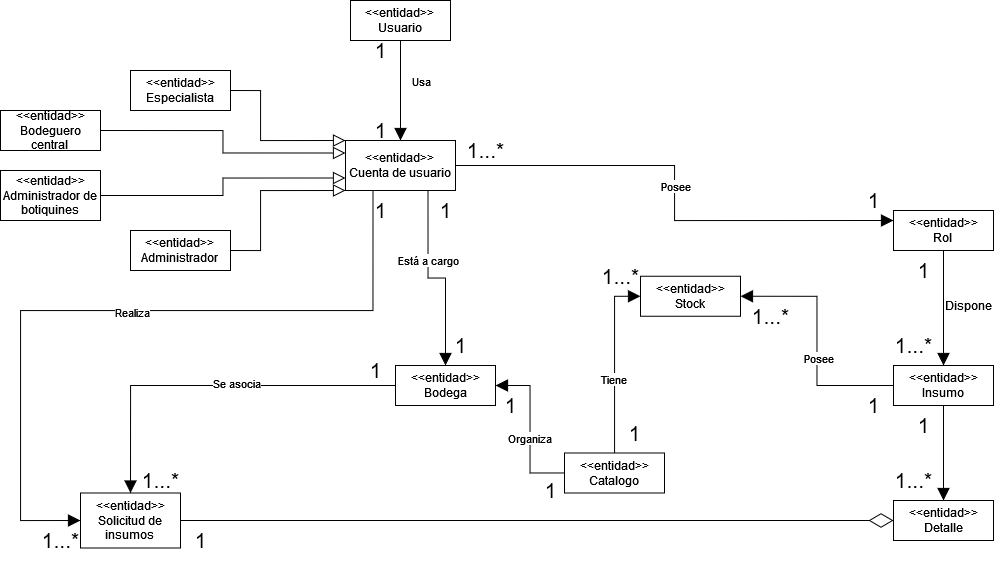 <<entidad>>
Usuario
1
Usa
<<entidad>>
Especialista
<<entidad>>
Bodeguero
central
1
<<entidad>>
Cuenta de usuario
1...*
Posee
<<entidad>>
Administrador de
botiquines
1
<<entidad>>
Rol
1
1
<<entidad>>
Administrador
Está a cargo
1
1...*
<<entidad>>
Stock
1...*
Dispone
Realiza
1
1...*
Posee
1
<<entidad>>
Bodega
Se asocia
1
Tiene
<<entidad>>
Insumo
1
1
1
Organiza
<<entidad>>
Catalogo
1
1...*
1...*
<<entidad>>
Solicitud de
insumos
1...*
1
<<entidad>>
Detalle